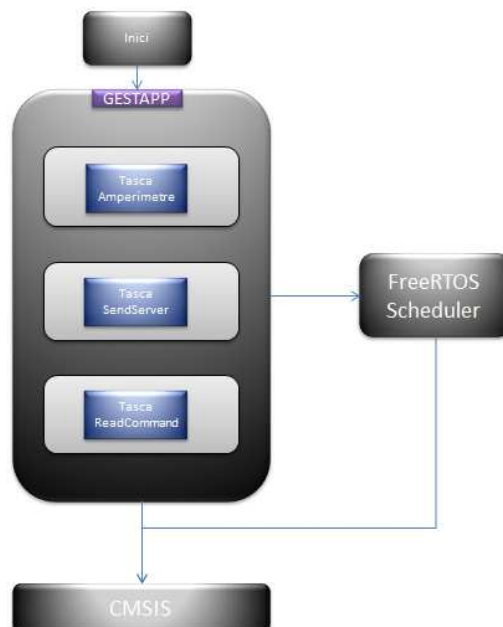 Inici
GESTAPP
Tasca
Amperimetre
Tasca
SendServer
Tasca
ReadCommand
FreeRTOS
Scheduler
CMSIS